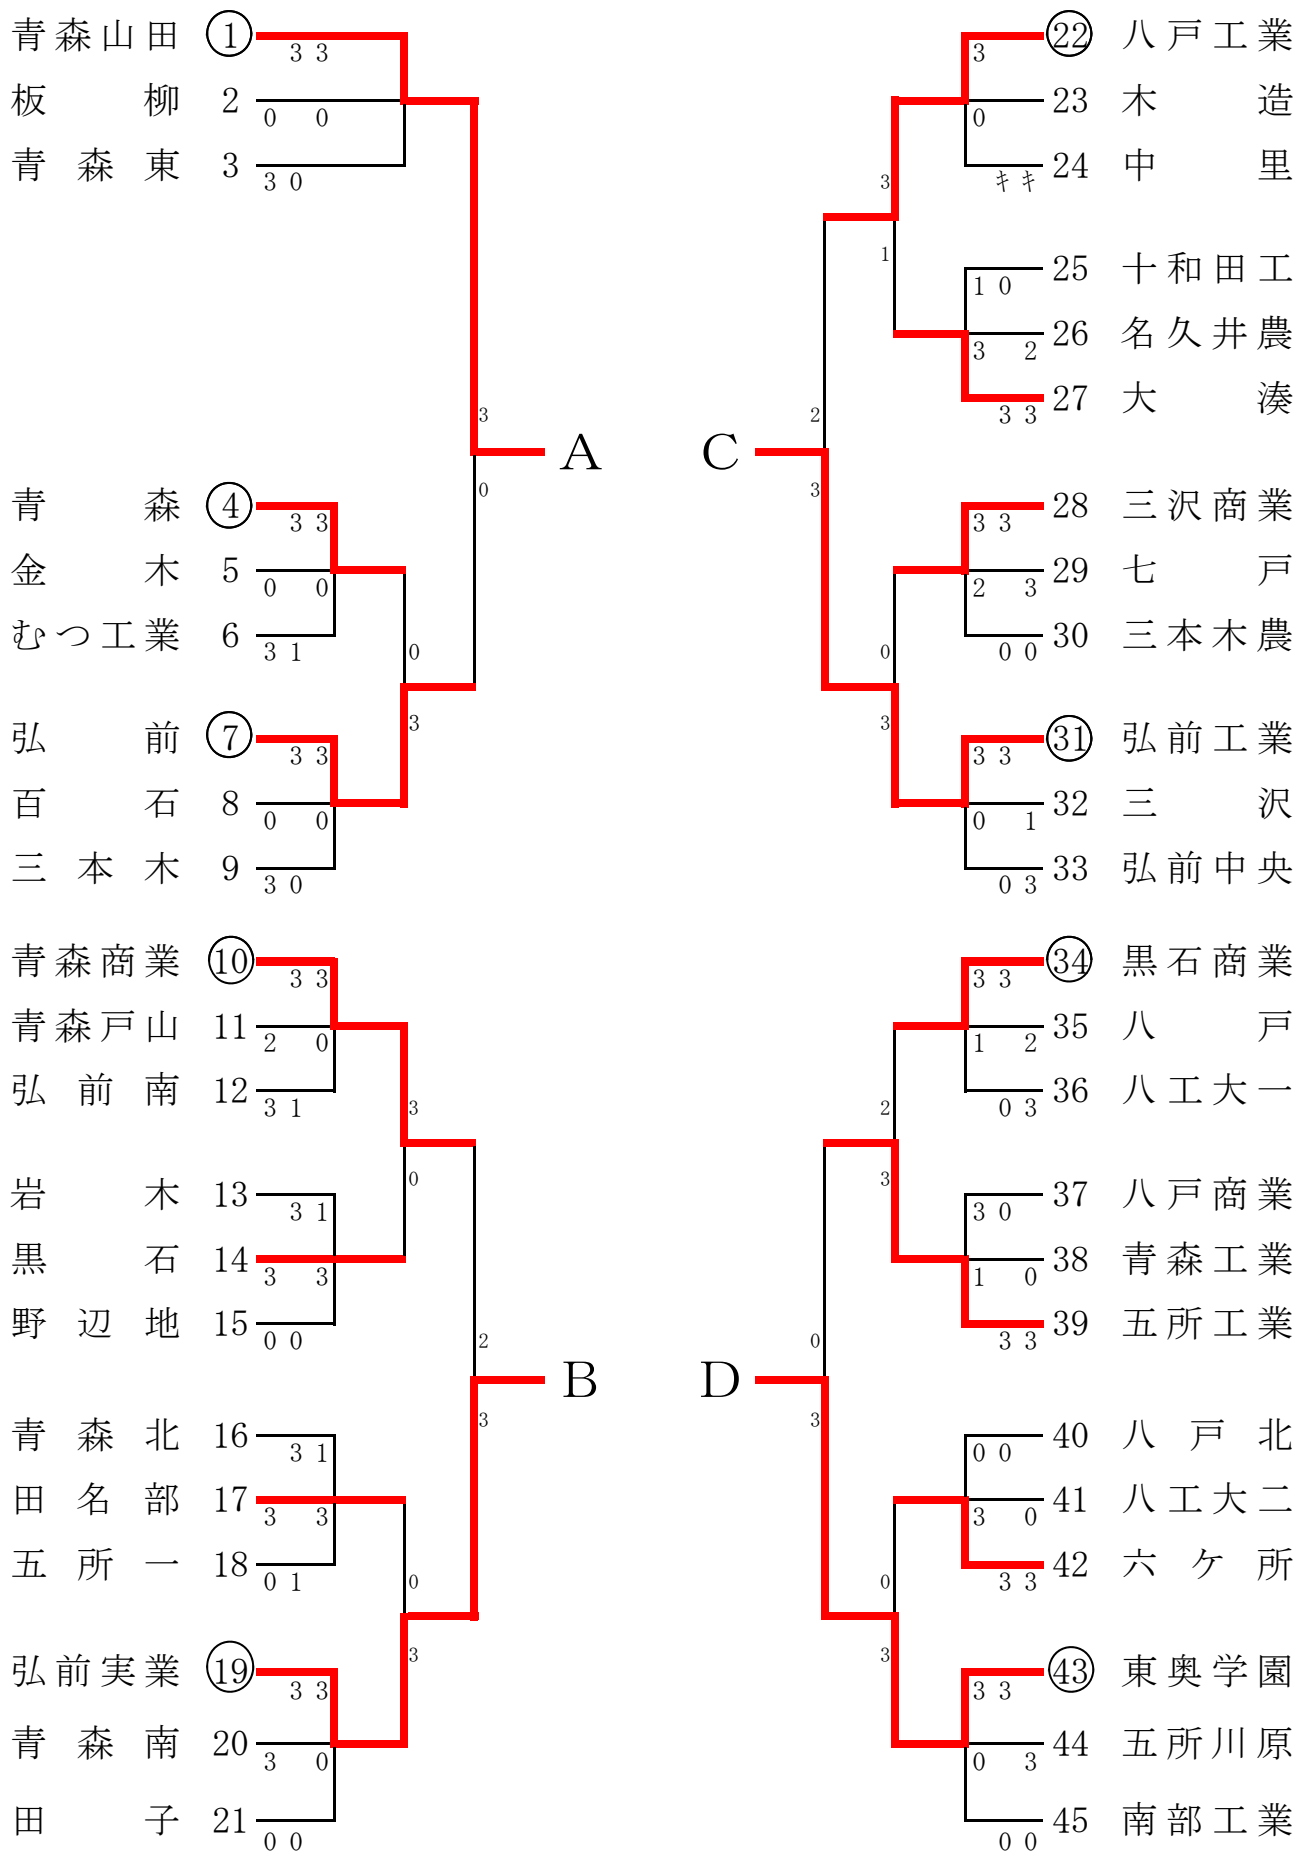 青森山田 ①
3 3
板柳 2
0 0
青森東 3
3 0
3
A
0
青森 ④
3 3
金木 5
0 0
むつ工業 6
3 1
0
弘前 ⑦
3 3
3
百石 8
0 0
三本木 9
3 0
青森商業 ⑩
3 3
青森戸山 11
2 0
弘前南 12
3 1
3
岩木 13
3 1
0
黒石 14
3 3
野辺地 15
0 0
2
B
3
青森北 16
3 1
田名部 17
3 3
五所一 18
0 1
0
弘前実業 ⑲
3 3
3
青森南 20
3 0
田子 21
0 0
㉒ 八戸工業
3
23 木造
0
24 中里
キキ
3
1
25 十和田工
1 0
26 名久井農
3 2
27 大湊
3 3
2
C
3
28 三沢商業
3 3
29 七戸
2 3
30 三本木農
0 0
0
3
㉛ 弘前工業
3 3
32 三沢
0 1
33 弘前中央
0 3
㉞ 黒石商業
3 3
35 八戸
1 2
36 八工大一
0 3
2
3
37 八戸商業
3 0
38 青森工業
1 0
39 五所工業
3 3
0
D
3
40 八戸北
0 0
41 八工大二
3 0
42 六ケ所
3 3
0
3
㊸ 東奥学園
3 3
44 五所川原
0 3
45 南部工業
0 0